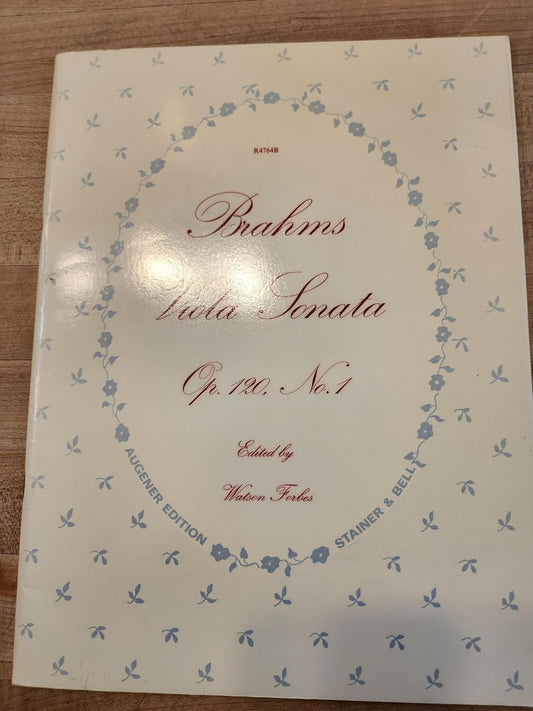 R4764B
Brahms
Viola Sonata
Op. 120, No. 1
Edited by
Watson Forbes
AUGENER EDITION
STAINER & BELL